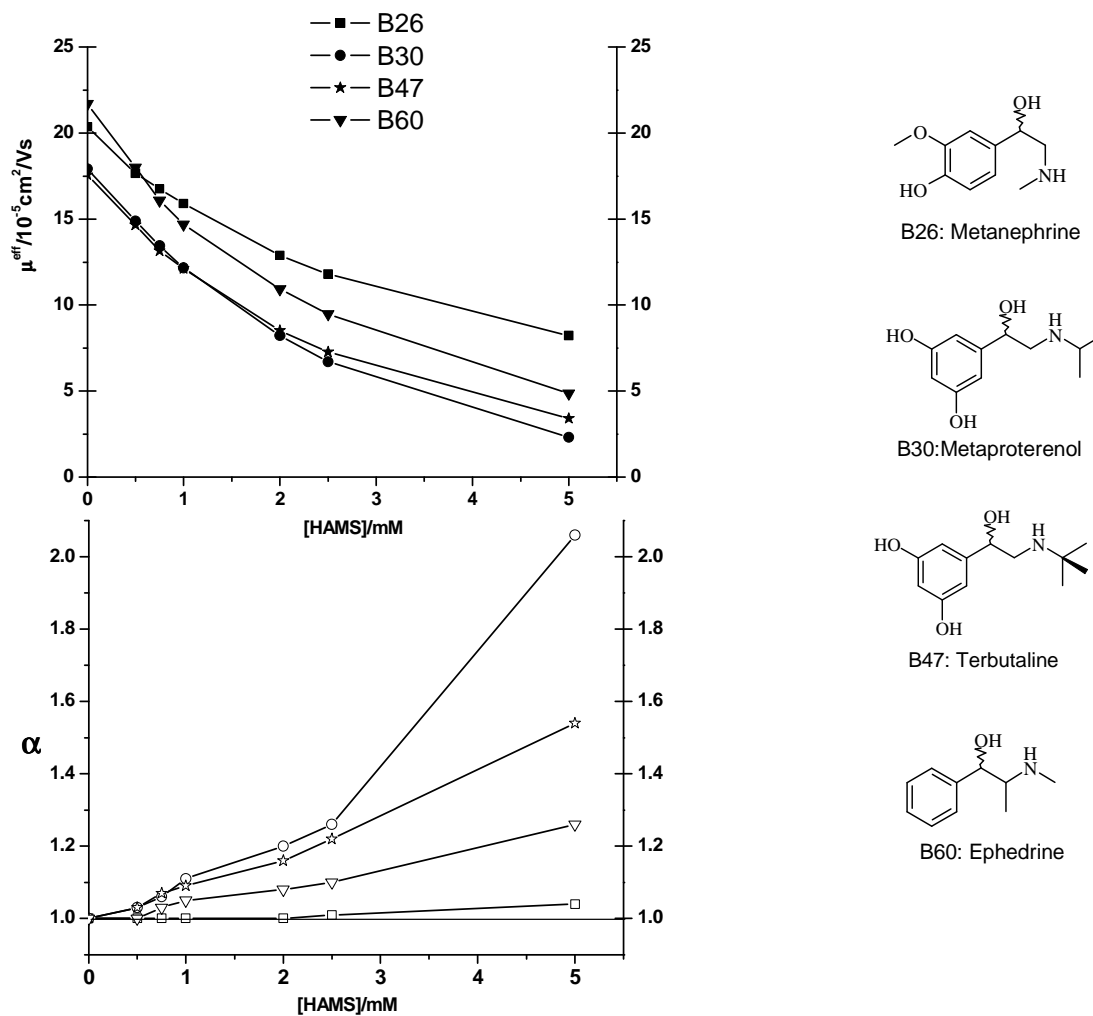 B26
B30
B47
B60
25 25
20 20
15 15
10 10
5 5
0 0
μeff/10-5cm2/Vs
0 1 2 3 4 5
[HAMS]/mM
2.0 2.0
1.8 1.8
1.6 1.6
1.4 1.4
1.2 1.2
1.0 1.0
α
0 1 2 3 4 5
[HAMS]/mM
OH
O
HO
NH
B26: Metanephrine
OH
H
N
HO
OH
B30:Metaproterenol
OH
H
N
HO
OH
B47: Terbutaline
OH
H
N
B60: Ephedrine